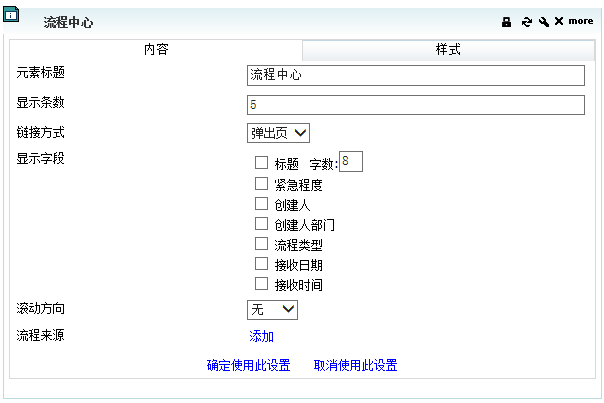 流程中心 more
内容 样式
元素标题 流程中心
显示条数 5
链接方式 弹出页
显示字段
标题 字数:8
紧急程度
创建人
创建人部门
流程类型
接收日期
接收时间
滚动方向 无
流程来源 添加
确定使用此设置 取消使用此设置